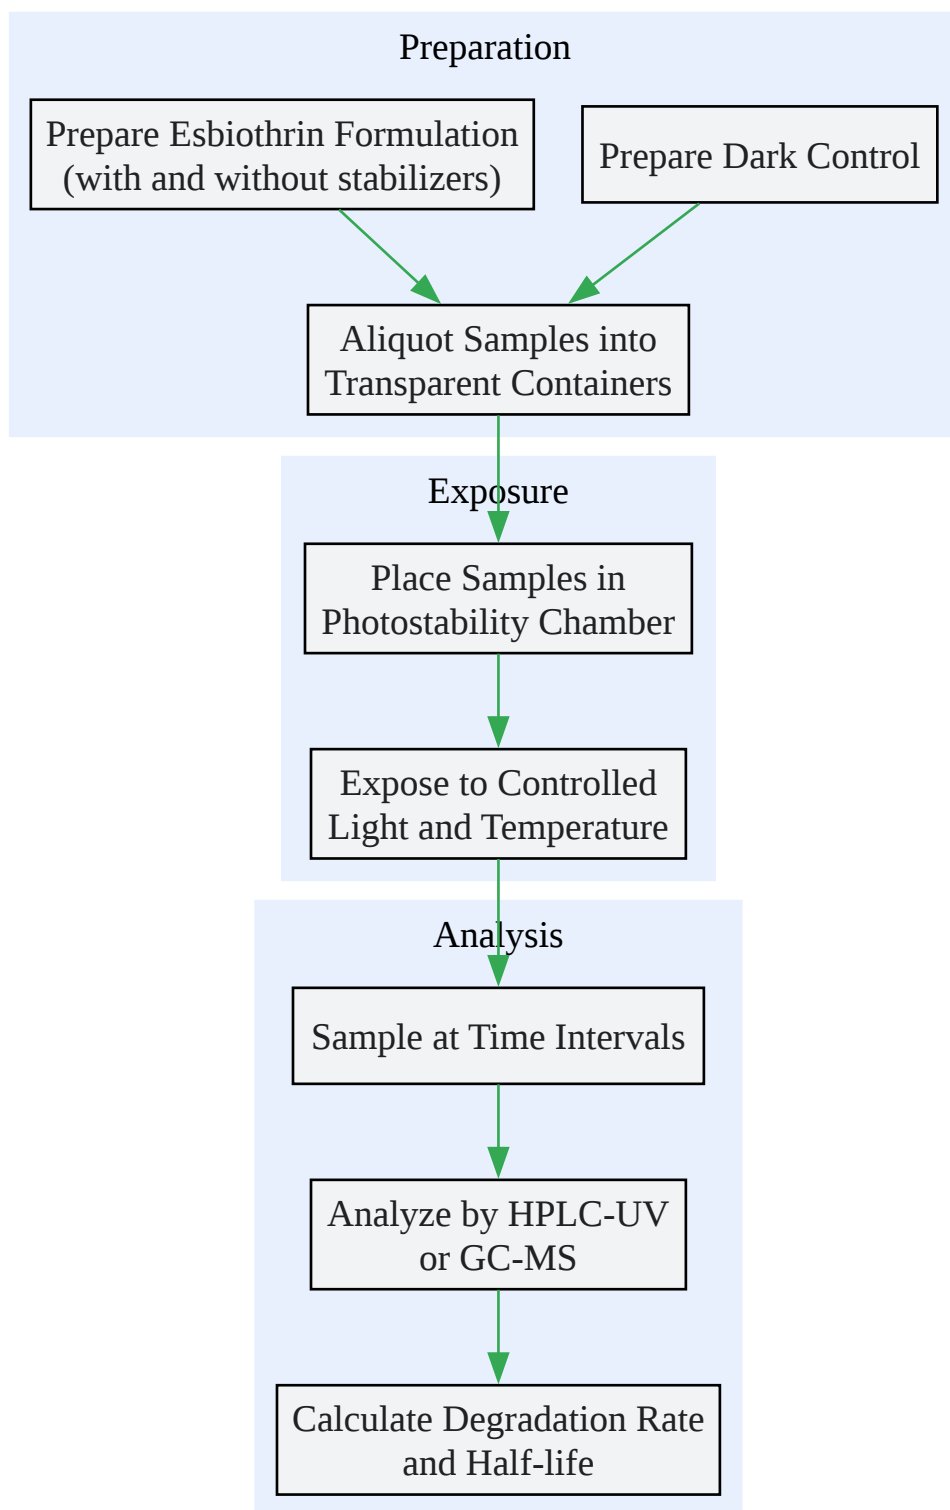 Preparation
Prepare Esbiothrin Formulation
(with and without stabilizers)
Prepare Dark Control
Aliquot Samples into
Transparent Containers
Exposure
Place Samples in
Photostability Chamber
Expose to Controlled
Light and Temperature
Analysis
Sample at Time Intervals
Analyze by HPLC-UV
or GC-MS
Calculate Degradation Rate
and Half-life